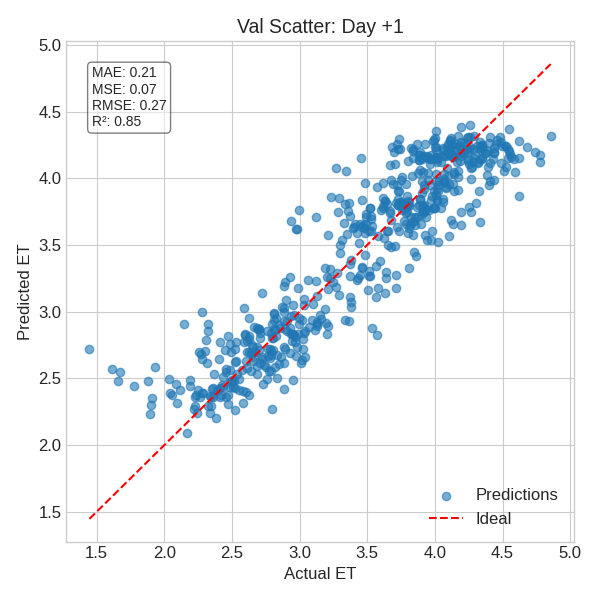 Val Scatter: Day +1
MAE: 0.21
MSE: 0.07
RMSE: 0.27
R²: 0.85
Predicted ET
5.0
4.5
4.0
3.5
3.0
2.5
2.0
1.5
Predictions
Ideal
1.5 2.0 2.5 3.0 3.5 4.0 4.5 5.0
Actual ET